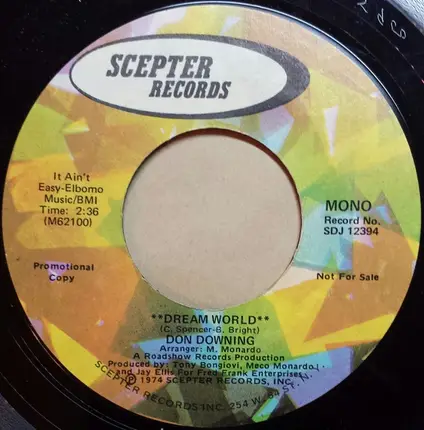 SCEPTER
RECORDS
It Ain't
Easy-Elbomo
Music/BMI
Time: 2:36
(M62100)
MONO
Record No.
SDJ 12394
Promotional
Copy
Not For Sale
**DREAM WORLD**
(C. Spencer-B. Bright)
DON DOWNING
Arranger: M. Monardo
A Roadshow Records Production
Produced by: Tony Bongiovi, Meco Monardo,
and Jay Ellis For Fred Frank Enterprises
℗ 1974 SCEPTER RECORDS, INC.
SCEPTER RECORDS INC. 254 W. 54 ST. N.Y.